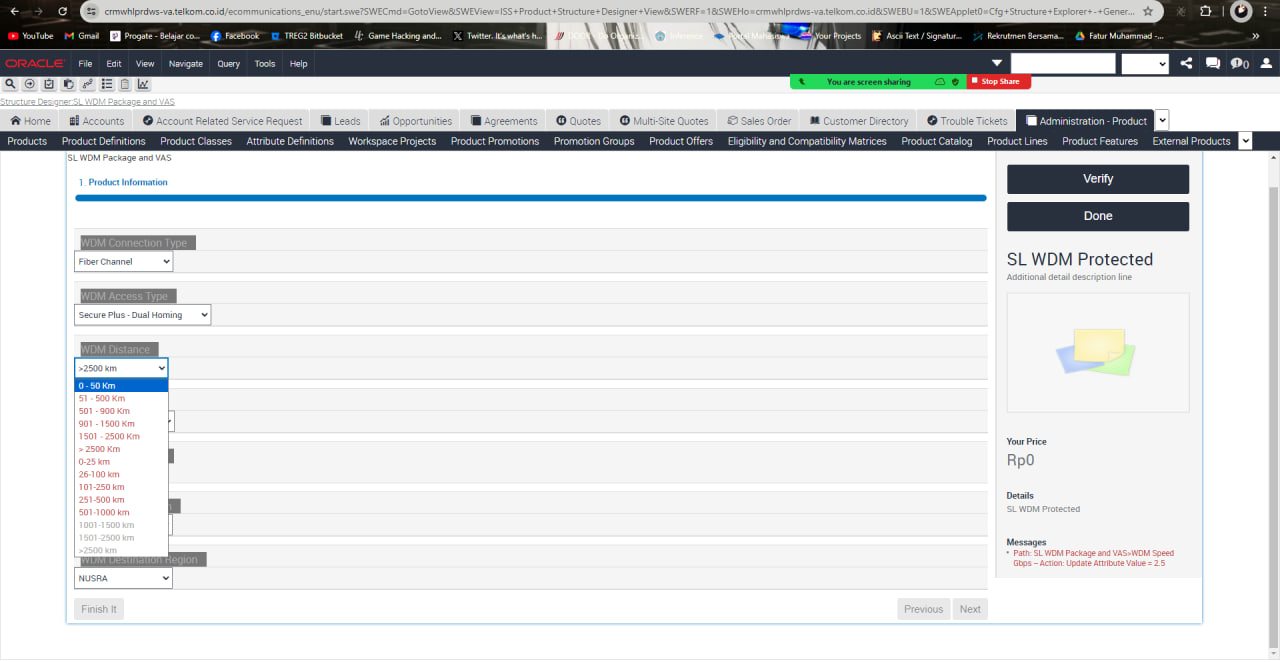 crmwhlprdws-va.telkom.co.id/ecommunications_enu/start.swe?SWECmd=GotoView&SWEView=ISS+Product+Structure+Designer+View&SWERF=1&SWEHo=crmwhlprdws-va.telkom.co.id&SWEBU=1&SWEApplet0=Cfg+Structure+Explorer+-+Gener...
YouTube Gmail Progate - Belajar co... Facebook TREG2 Bitbucket Game Hacking and... Twitter. It's what's h... Your Projects Ascii Text / Signatur... Rekrutmen Bersama... Fatur Muhammad -... »
ORACLE File Edit View Navigate Query Tools Help 0
You are screen sharing Stop Share
Structure Designer:SL WDM Package and VAS
Home Accounts Account Related Service Request Leads Opportunities Agreements Quotes Multi-Site Quotes Sales Order Customer Directory Trouble Tickets Administration - Product
Products Product Definitions Product Classes Attribute Definitions Workspace Projects Product Promotions Promotion Groups Product Offers Eligibility and Compatibility Matrices Product Catalog Product Lines Product Features External Products
SL WDM Package and VAS
1. Product Information
WDM Connection Type
Fiber Channel
WDM Access Type
Secure Plus - Dual Homing
WDM Distance
>2500 km
0 - 50 Km
51 - 500 Km
501 - 900 Km
901 - 1500 Km
1501 - 2500 Km
> 2500 Km
0-25 km
26-100 km
101-250 km
251-500 km
501-1000 km
1001-1500 km
1501-2500 km
>2500 km
WDM Destination Region
NUSRA
Finish It
Previous Next
Verify
Done
SL WDM Protected
Additional detail description line
Your Price
Rp0
Details
SL WDM Protected
Messages
• Path: SL WDM Package and VAS»WDM Speed
Gbps – Action: Update Attribute Value = 2.5